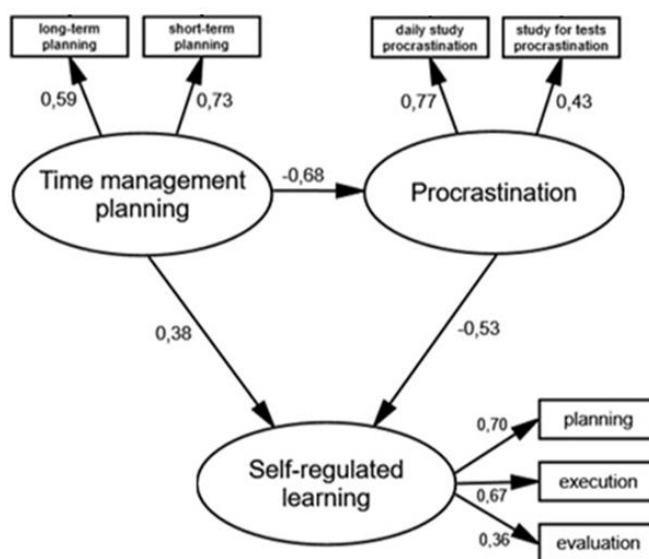 long-term
planning
short-term
planning
daily study
procrastination
study for tests
procrastination
0,59
0,73
0,77
0,43
Time management
planning
-0,68
Procrastination
0,38
-0,53
Self-regulated
learning
0,70
planning
0,67
execution
0,36
evaluation